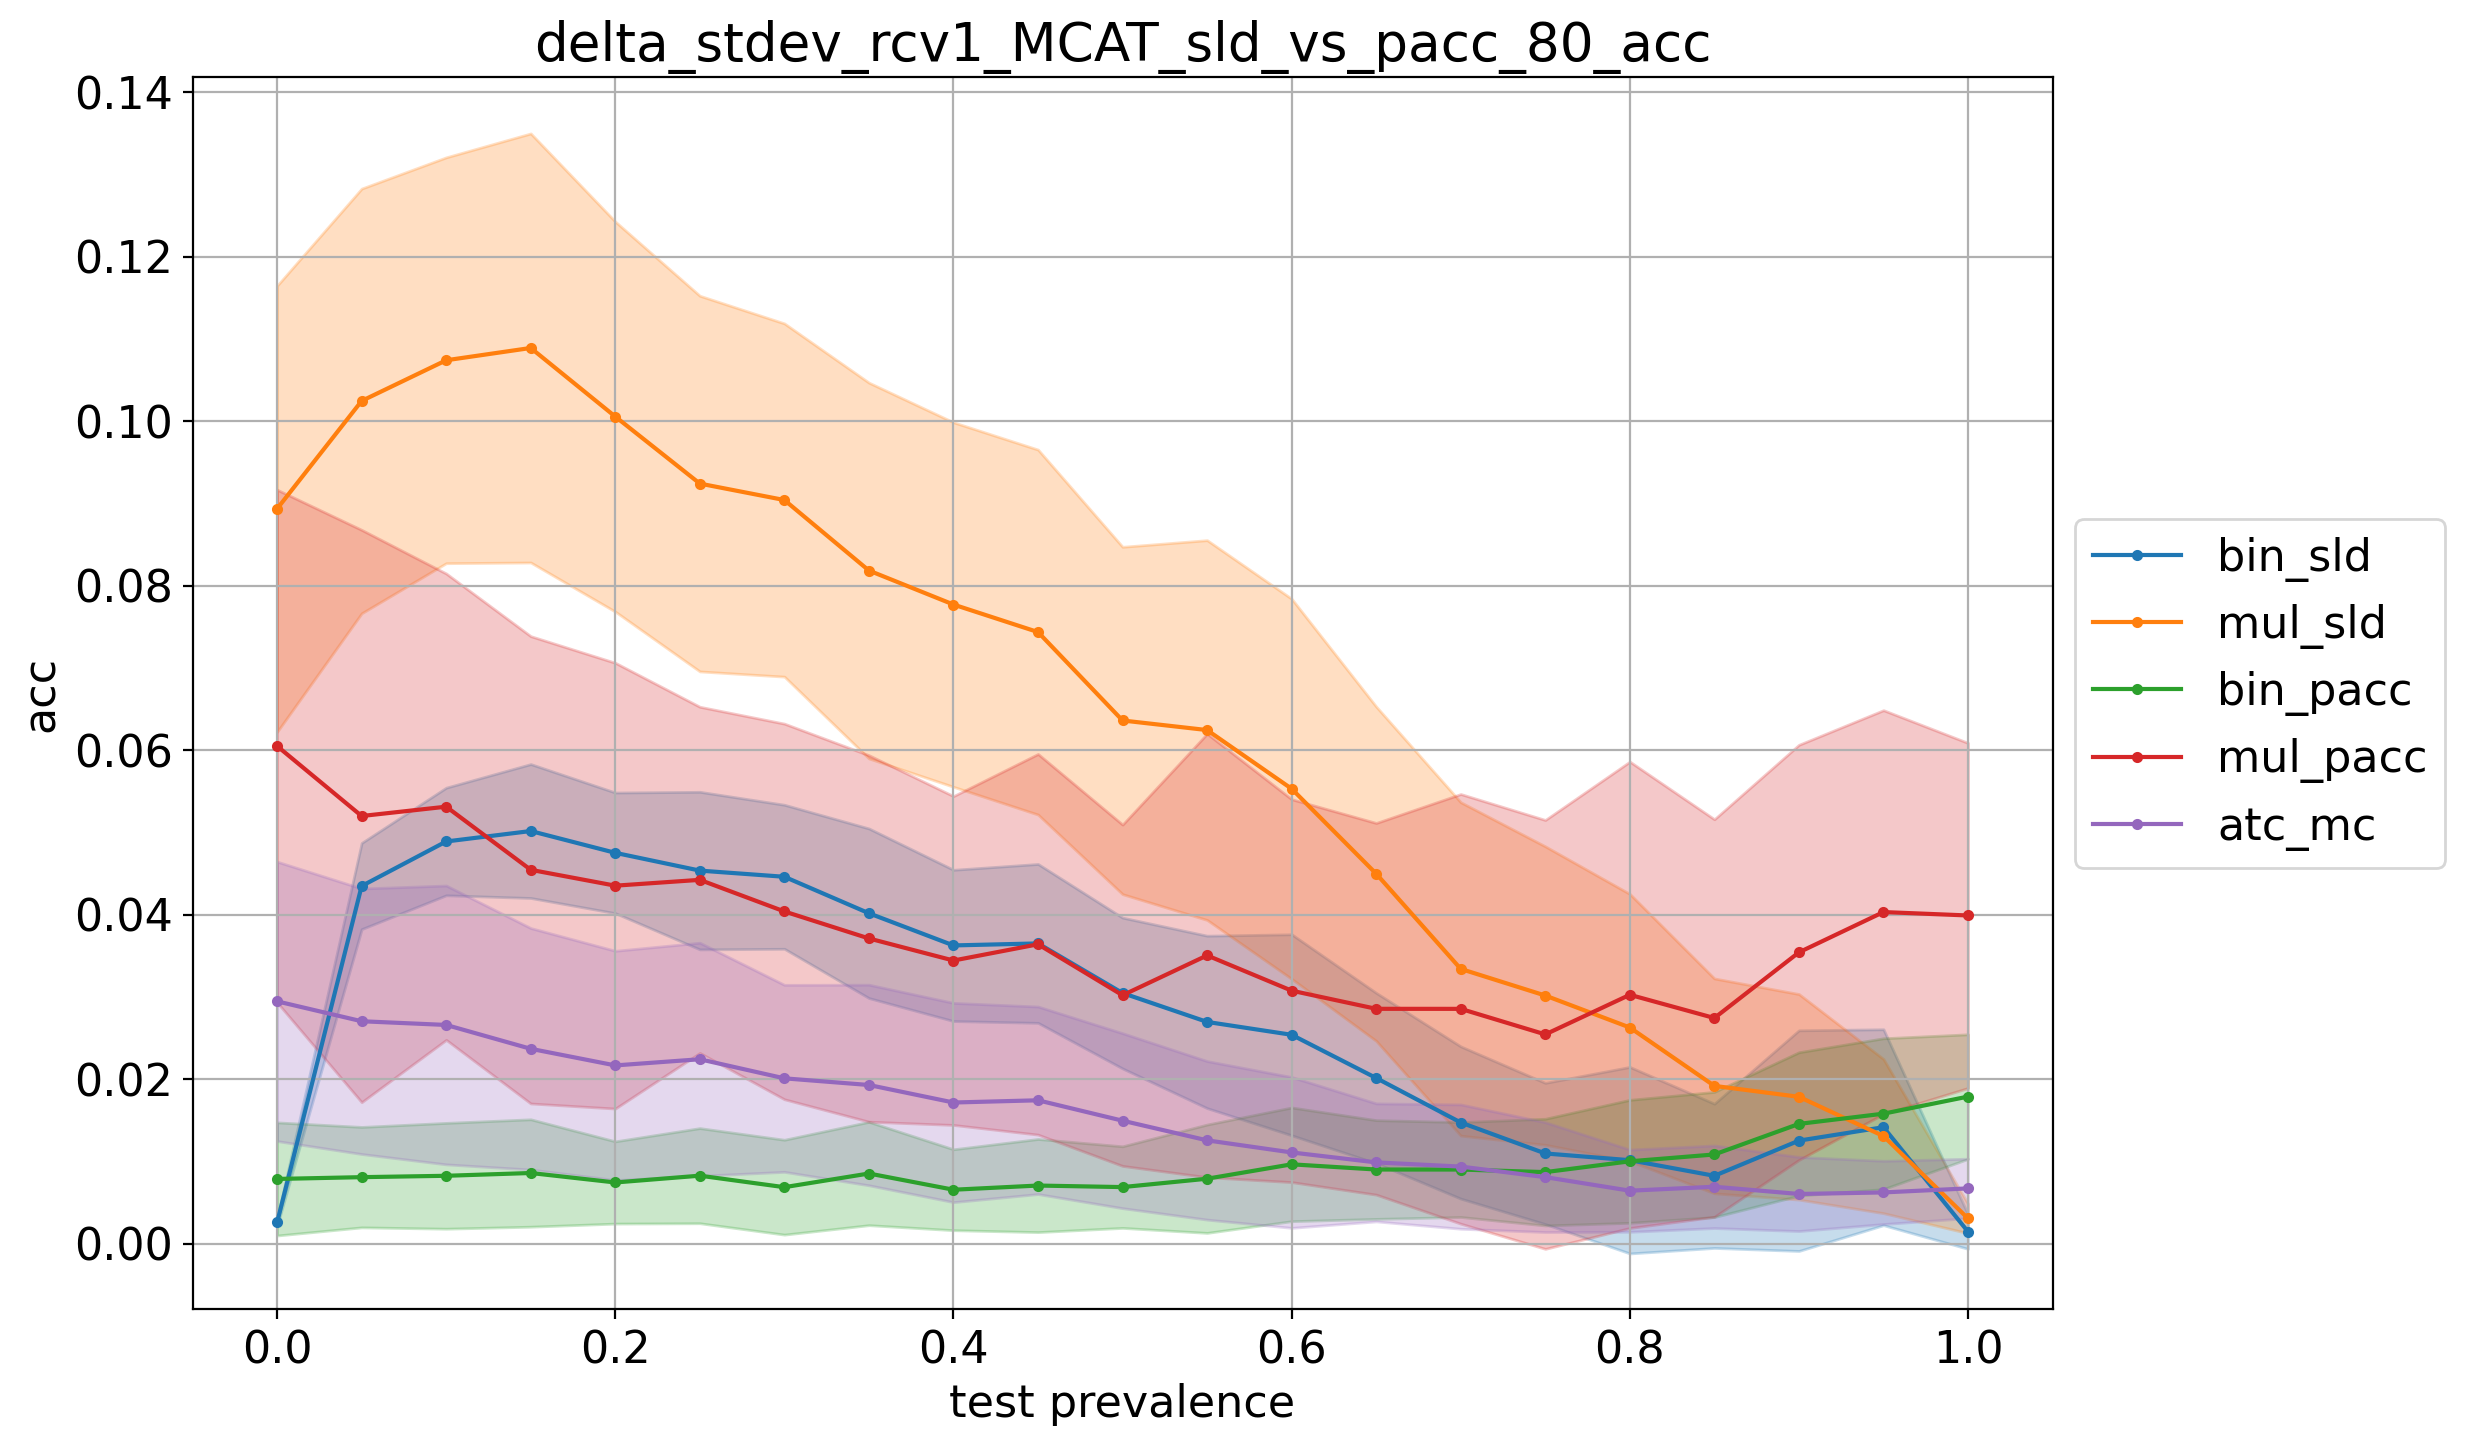 delta_stdev_rcv1_MCAT_sld_vs_pacc_80_acc
acc
0.14
0.12
0.10
0.08
0.06
0.04
0.02
0.00
0.0 0.2 0.4 0.6 0.8 1.0
test prevalence
bin_sld
mul_sld
bin_pacc
mul_pacc
atc_mc